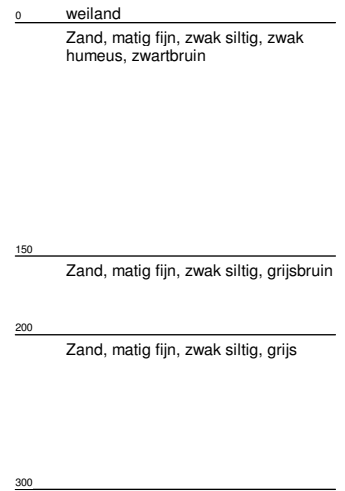 0 weiland
Zand, matig fijn, zwak siltig, zwak
humeus, zwartbruin
150
Zand, matig fijn, zwak siltig, grijsbruin
200
Zand, matig fijn, zwak siltig, grijs
300